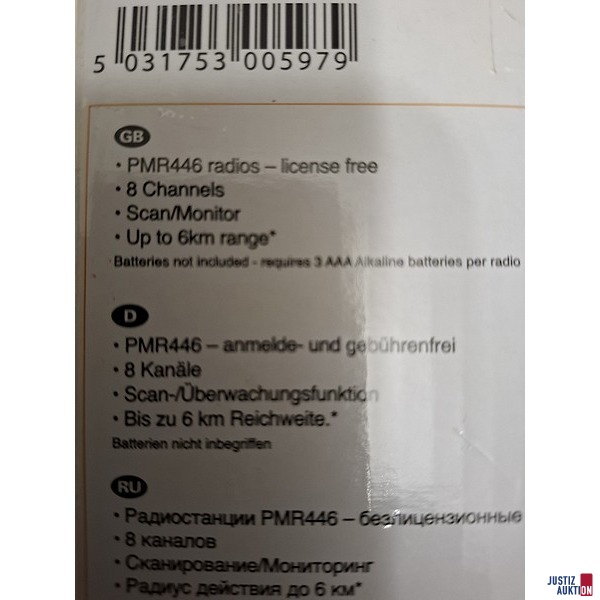 5 031753 005979
GB
• PMR446 radios – license free
• 8 Channels
• Scan/Monitor
• Up to 6km range*
Batteries not included - requires 3 AAA Alkaline batteries per radio
D
• PMR446 – anmelde- und gebührenfrei
• 8 Kanäle
• Scan-/Überwachungsfunktion
• Bis zu 6 km Reichweite.*
Batterien nicht inbegriffen
RU
• Радиостанции PMR446 – безлицензионные
• 8 каналов
• Сканирование/Мониторинг
• Радиус действия до 6 км*
JUSTIZ
AUKTION